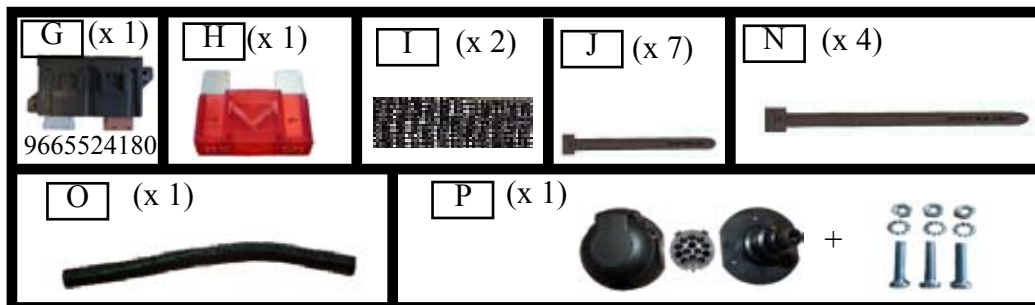 G (x 1)
9665524180
H (x 1)
I (x 2)
J (x 7)
N (x 4)
O (x 1)
P (x 1)
+